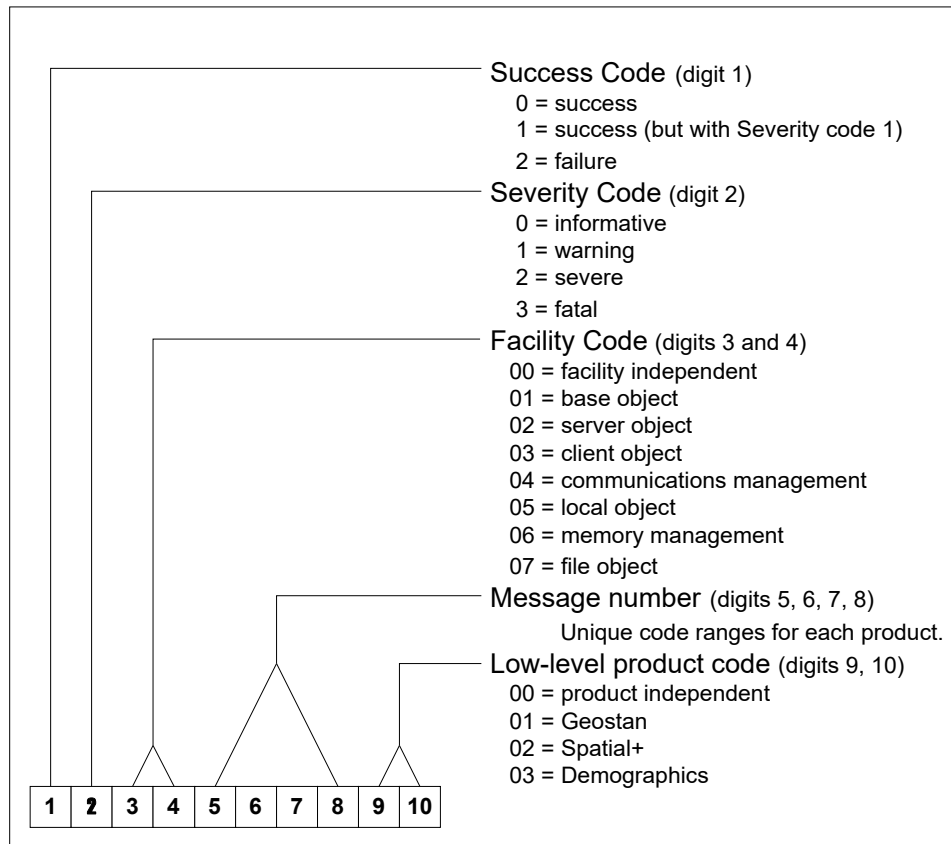 Success Code (digit 1)
0 = success
1 = success (but with Severity code 1)
2 = failure
Severity Code (digit 2)
0 = informative
1 = warning
2 = severe
3 = fatal
Facility Code (digits 3 and 4)
00 = facility independent
01 = base object
02 = server object
03 = client object
04 = communications management
05 = local object
06 = memory management
07 = file object
Message number (digits 5, 6, 7, 8)
Unique code ranges for each product.
Low-level product code (digits 9, 10)
00 = product independent
01 = Geostan
02 = Spatial+
03 = Demographics
1 2 3 4 5 6 7 8 9 10